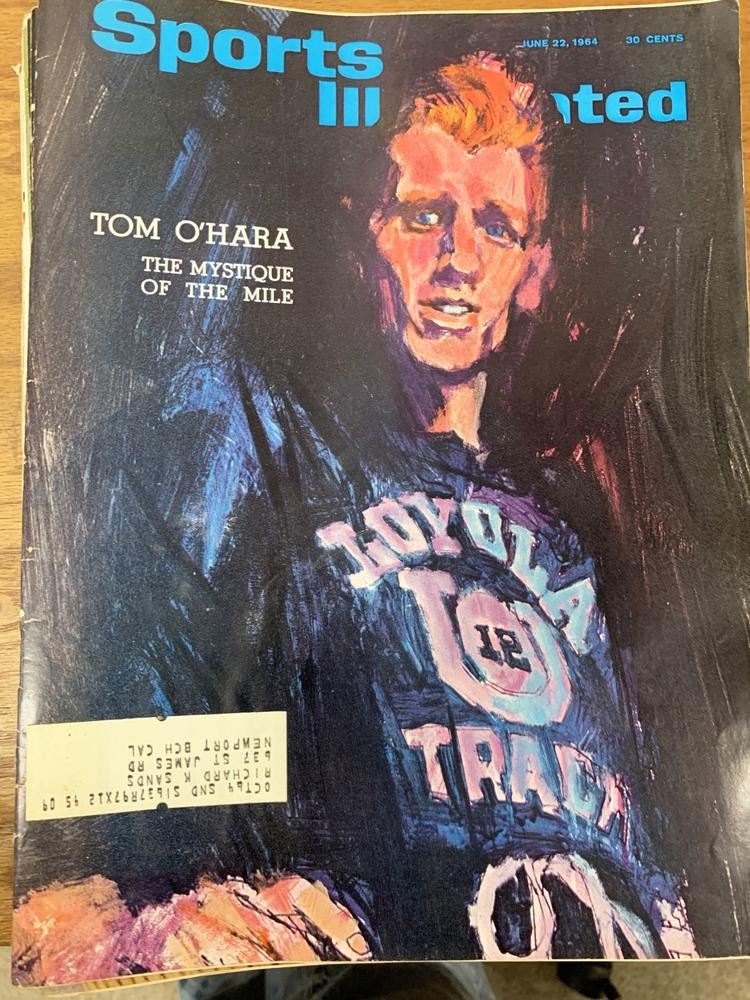 Sports
JUNE 22, 1964 30 CENTS
Ill ated
TOM O'HARA
THE MYSTIQUE
OF THE MILE
LOYOLA
U
12
TRACK
OCT64 SND S1637R97X12 45 09
RICHARD K SANDS
637 ST JAMES RD
NEWPORT BCH CAL